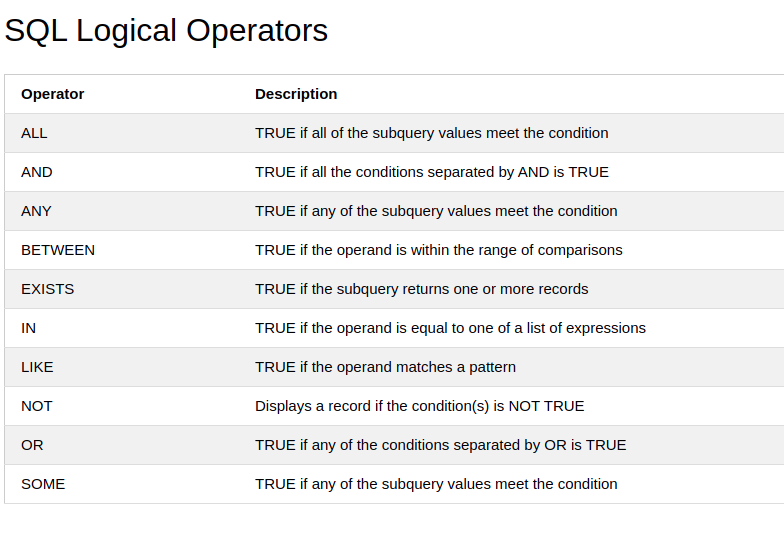 SQL Logical Operators
Operator Description
ALL TRUE if all of the subquery values meet the condition
AND TRUE if all the conditions separated by AND is TRUE
ANY TRUE if any of the subquery values meet the condition
BETWEEN TRUE if the operand is within the range of comparisons
EXISTS TRUE if the subquery returns one or more records
IN TRUE if the operand is equal to one of a list of expressions
LIKE TRUE if the operand matches a pattern
NOT Displays a record if the condition(s) is NOT TRUE
OR TRUE if any of the conditions separated by OR is TRUE
SOME TRUE if any of the subquery values meet the condition